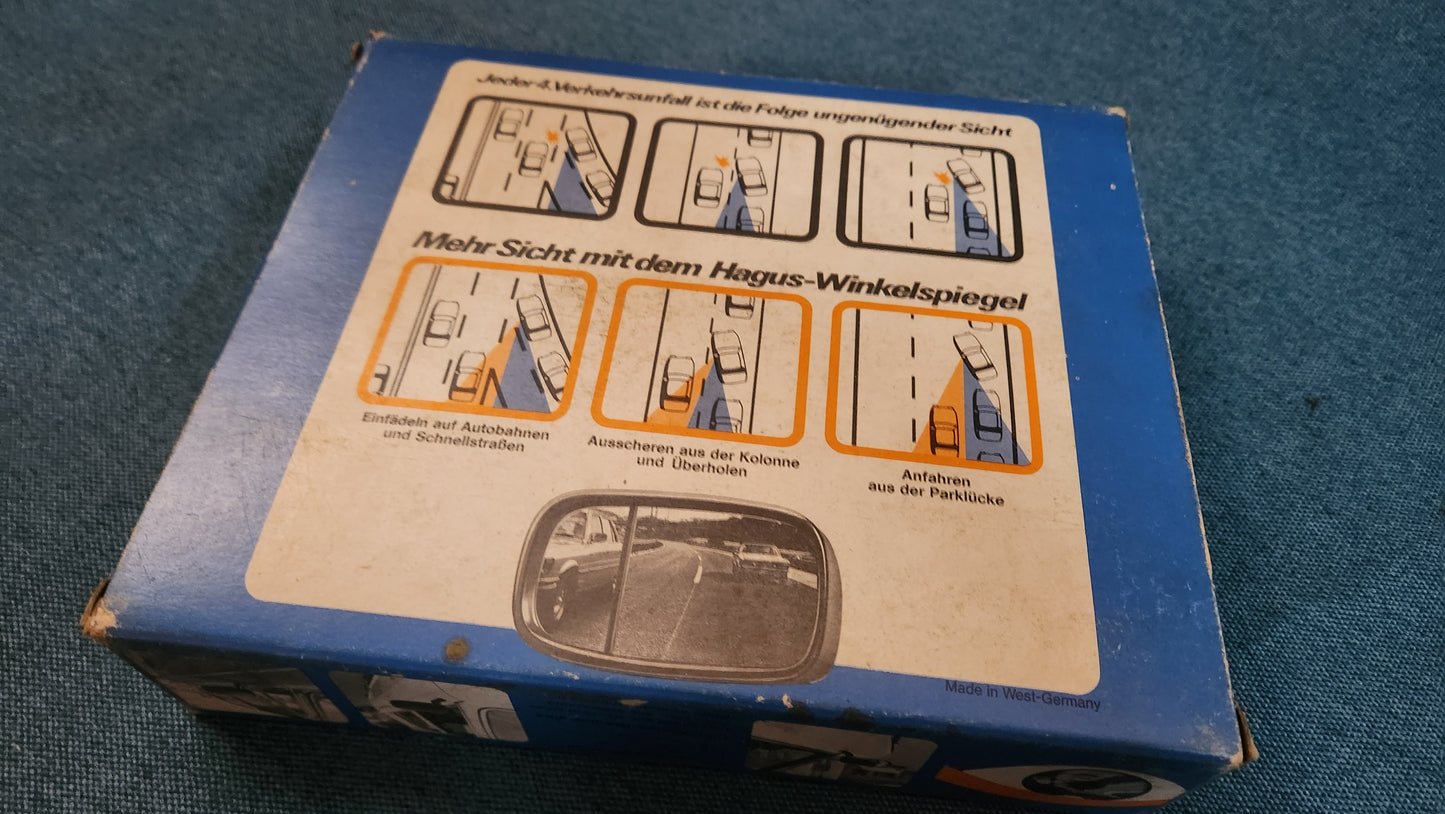 Jeder 4. Verkehrsunfall ist die Folge ungenügender Sicht
Mehr Sicht mit dem Hagus-Winkelspiegel
Einfädeln auf Autobahnen
und Schnellstraßen
Ausscheren aus der Kolonne
und Überholen
Anfahren
aus der Parklücke
Made in West-Germany